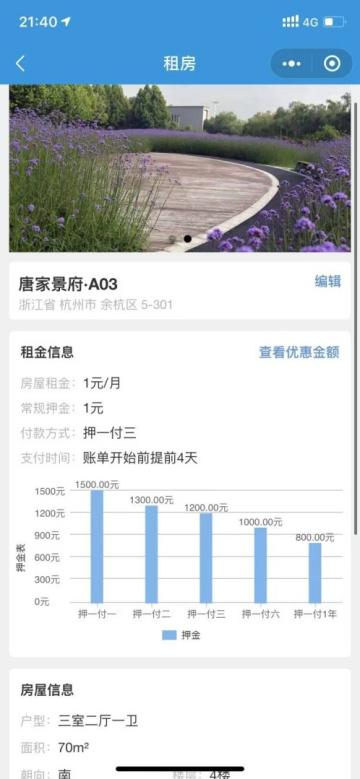 21:40
4G
租房
唐家景府·A03
编辑
浙江省 杭州市 余杭区 5-301
租金信息
查看优惠金额
房屋租金: 1元/月
常规押金: 1元
付款方式: 押一付三
支付时间: 账单开始前提前4天
押金表
1500元
1200元
900元
600元
300元
0元
1500.00元
1300.00元
1200.00元
1000.00元
800.00元
押一付一
押一付二
押一付三
押一付六
押一付1年
押金
房屋信息
户型: 三室二厅一卫
面积: 70m²
朝向: 南
楼层: 4楼